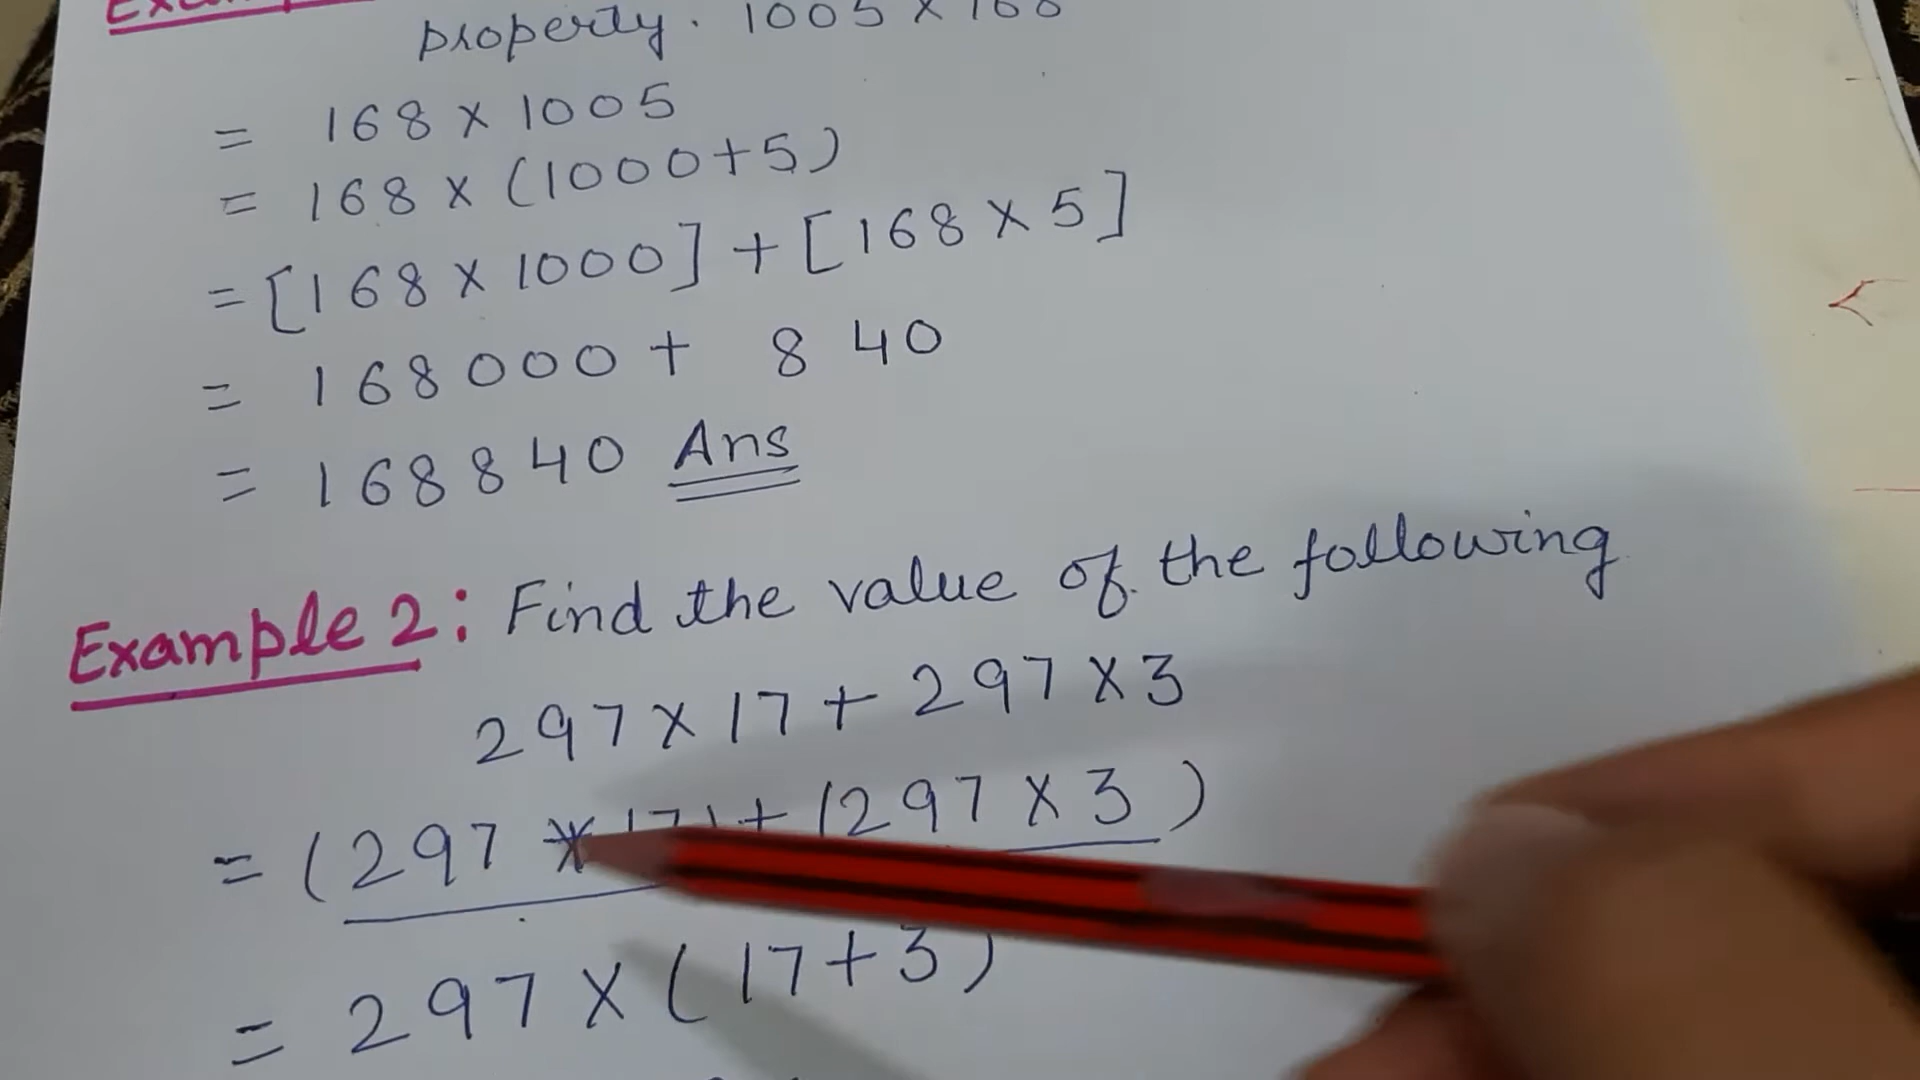 property. 1005 × 168
= 168 × 1005
= 168 × (1000+5)
= [168 × 1000] + [168 × 5]
= 168000 + 840
= 168840 Ans
Example 2: Find the value of the following
297 × 17 + 297 × 3
= (297 × 17) + (297 × 3)
= 297 × (17+3)